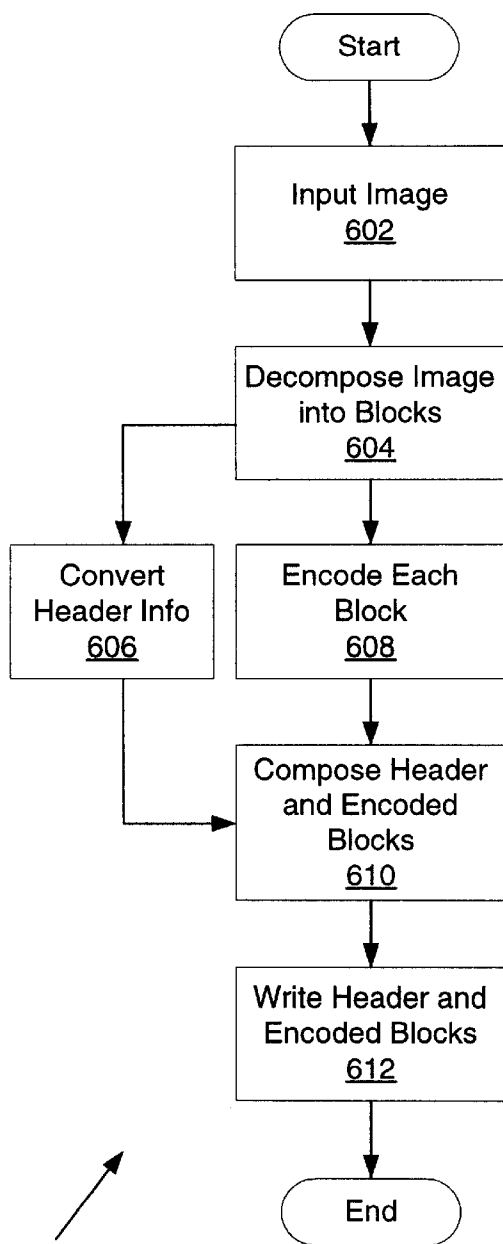 Start
Input Image
602
Decompose Image
into Blocks
604
Convert
Header Info
606
Encode Each
Block
608
Compose Header
and Encoded
Blocks
610
Write Header and
Encoded Blocks
612
End